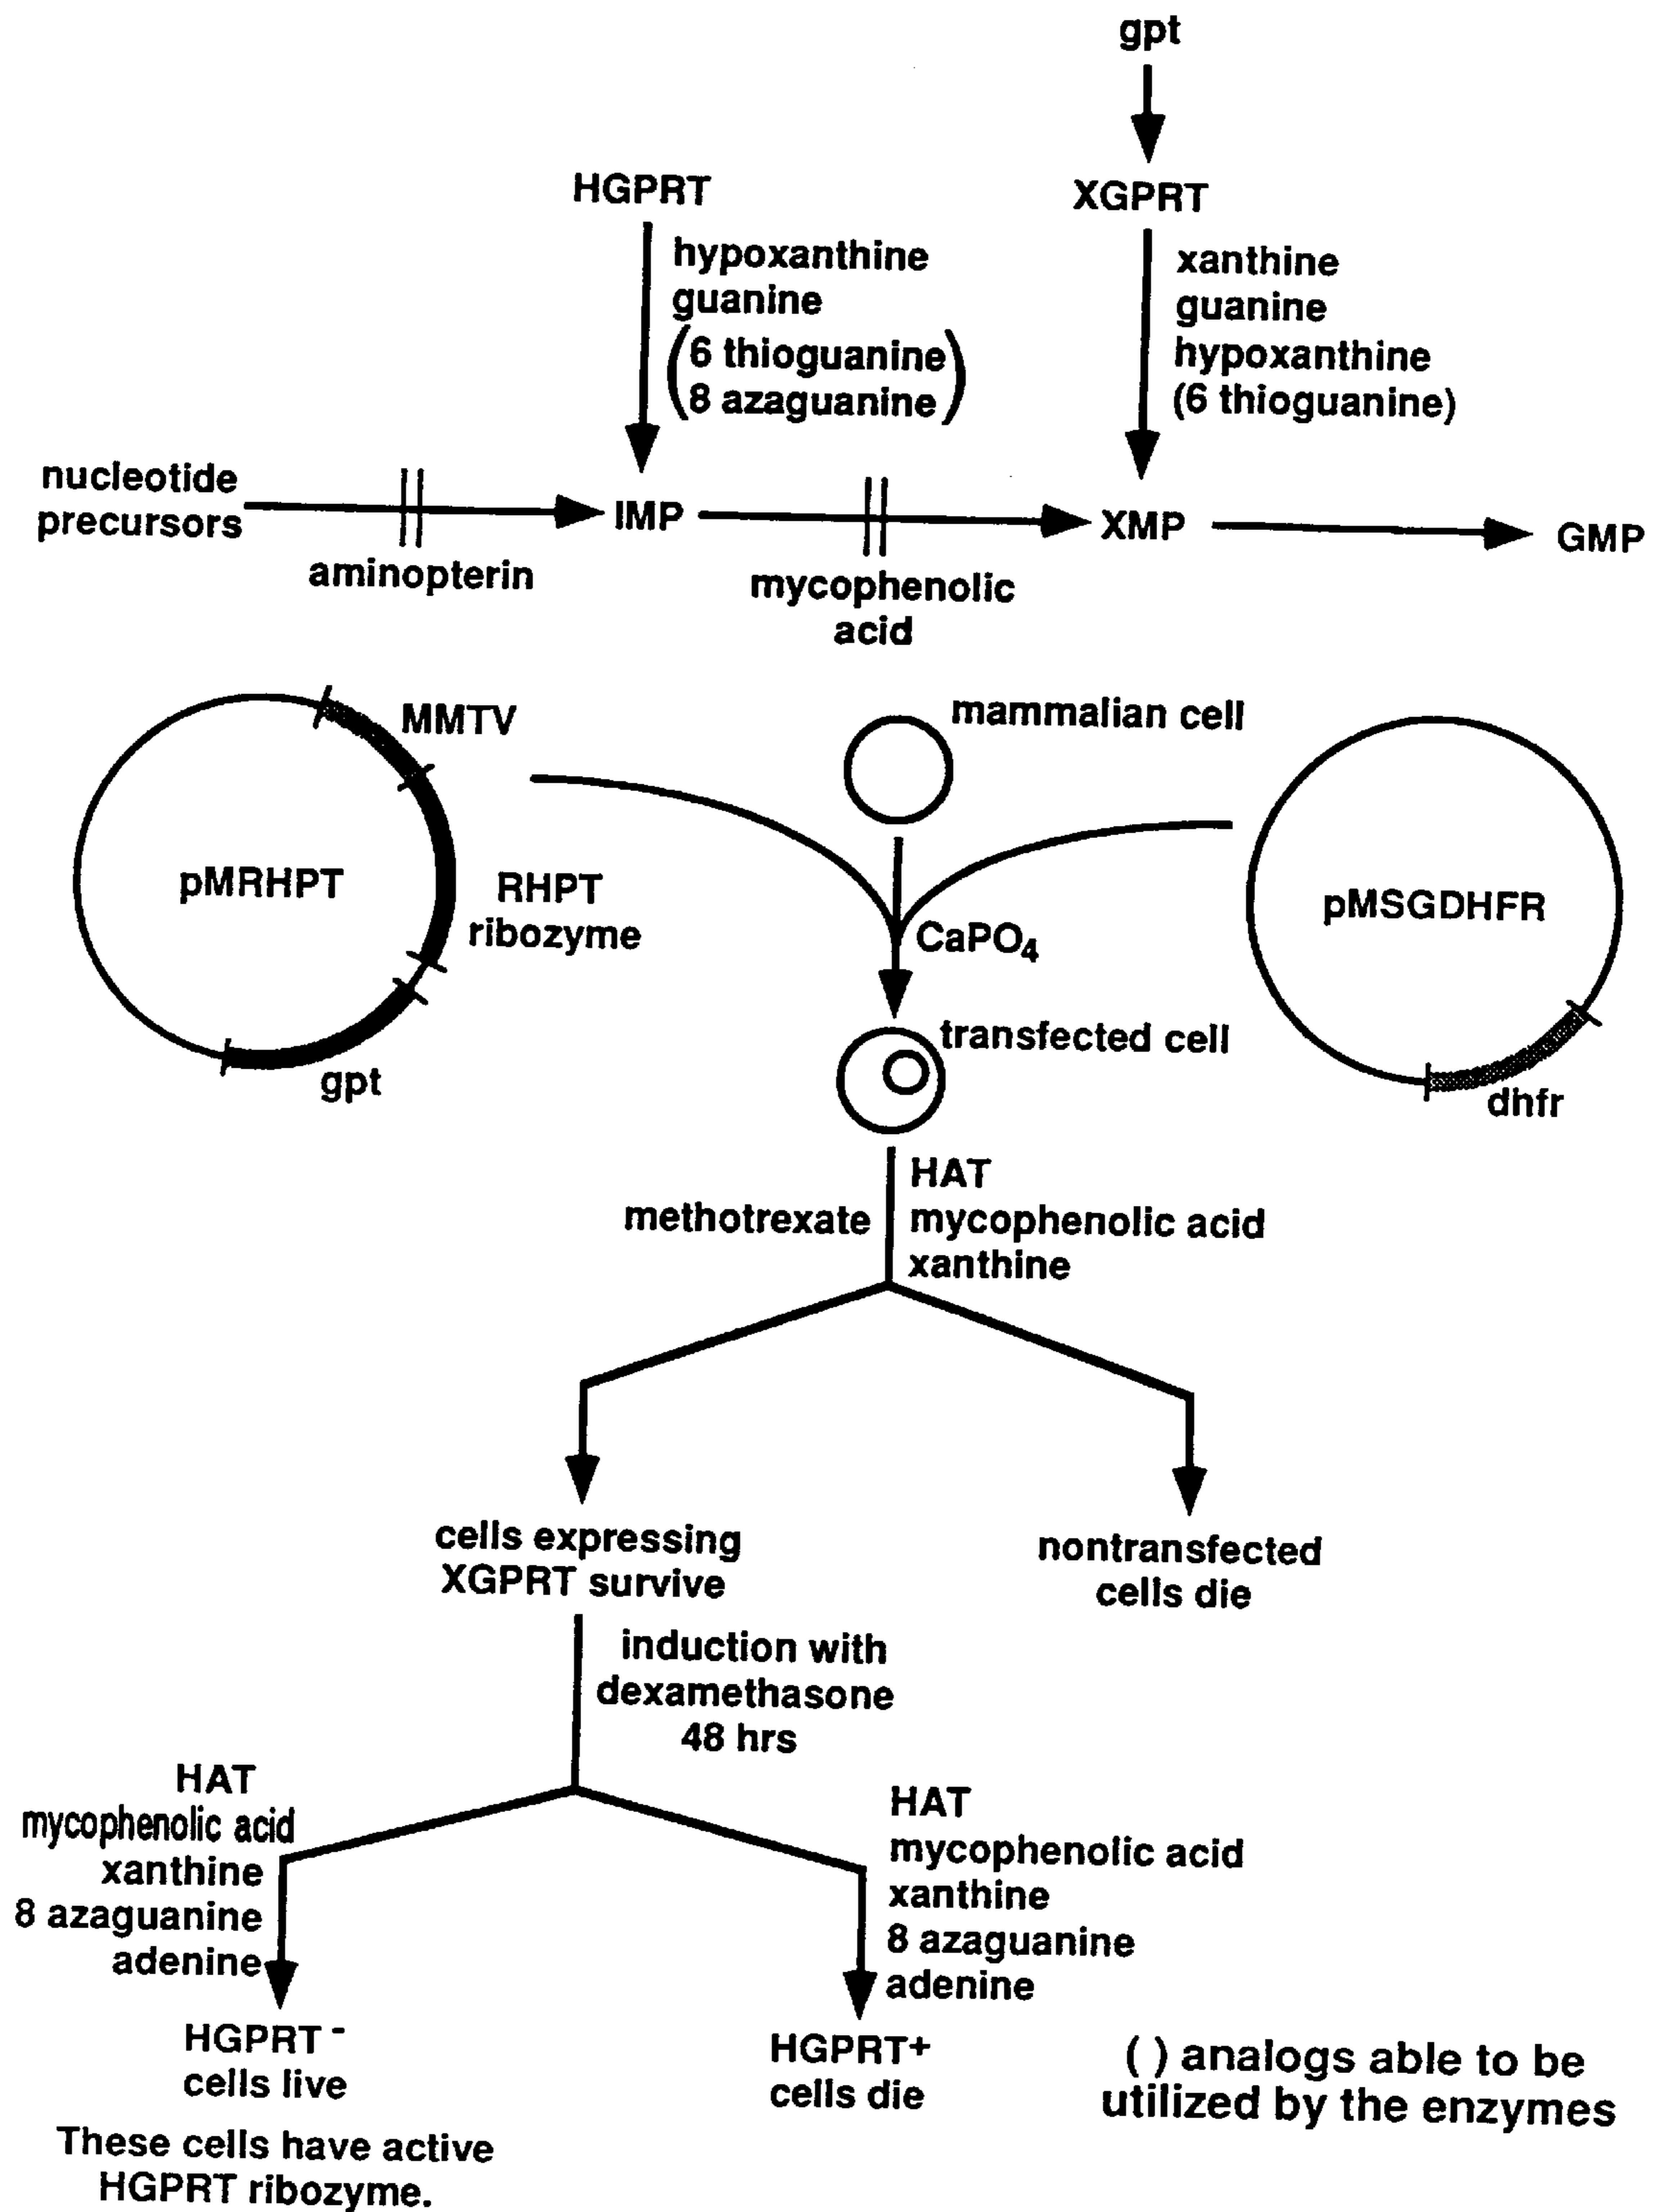 gpt
HGPRT
XGPRT
hypoxanthine
guanine
(6 thioguanine
8 azaguanine)
xanthine
guanine
hypoxanthine
(6 thioguanine)
nucleotide
precursors
IMP
XMP
GMP
aminopterin
mycophenolic
acid
MMTV
pMRHPT
RHPT
ribozyme
gpt
mammalian cell
CaPO4
pMSGDHFR
dhfr
transfected cell
methotrexate
HAT
mycophenolic acid
xanthine
cells expressing
XGPRT survive
nontransfected
cells die
induction with
dexamethasone
48 hrs
HAT
mycophenolic acid
xanthine
8 azaguanine
adenine
HAT
mycophenolic acid
xanthine
8 azaguanine
adenine
HGPRT -
cells live
These cells have active
HGPRT ribozyme.
HGPRT+
cells die
( ) analogs able to be
utilized by the enzymes